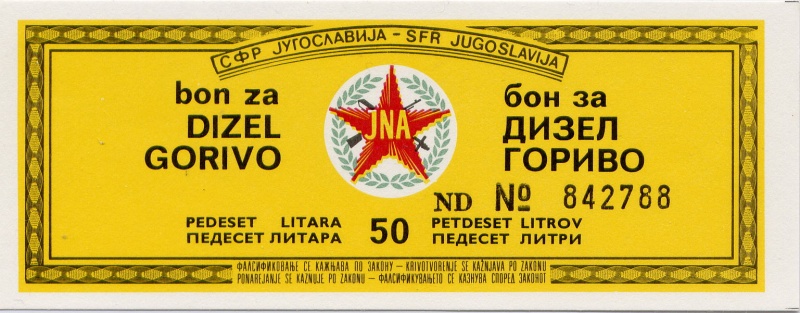 СФР ЈУГОСЛАВИЈА - SFR JUGOSLAVIJA
bon za
DIZEL
GORIVO
JNA
бон за
ДИЗЕЛ
ГОРИВО
ND № 842788
PEDESET LITARA
ПЕДЕСЕТ ЛИТАРА
50
PETDESET LITROV
ПЕДЕСЕТ ЛИТРИ
ФАЛСИФИКОВАЊЕ СЕ КАЖЊАВА ПО ЗАКОНУ – KRIVOTVORENJE SE KAŽNJAVA PO ZAKONU
PONAREJANJE SE KAZNUJE PO ZAKONU – ФАЛСИФИКУВАЊЕТО СЕ КАЗНУВА СПОРЕД ЗАКОНОТ